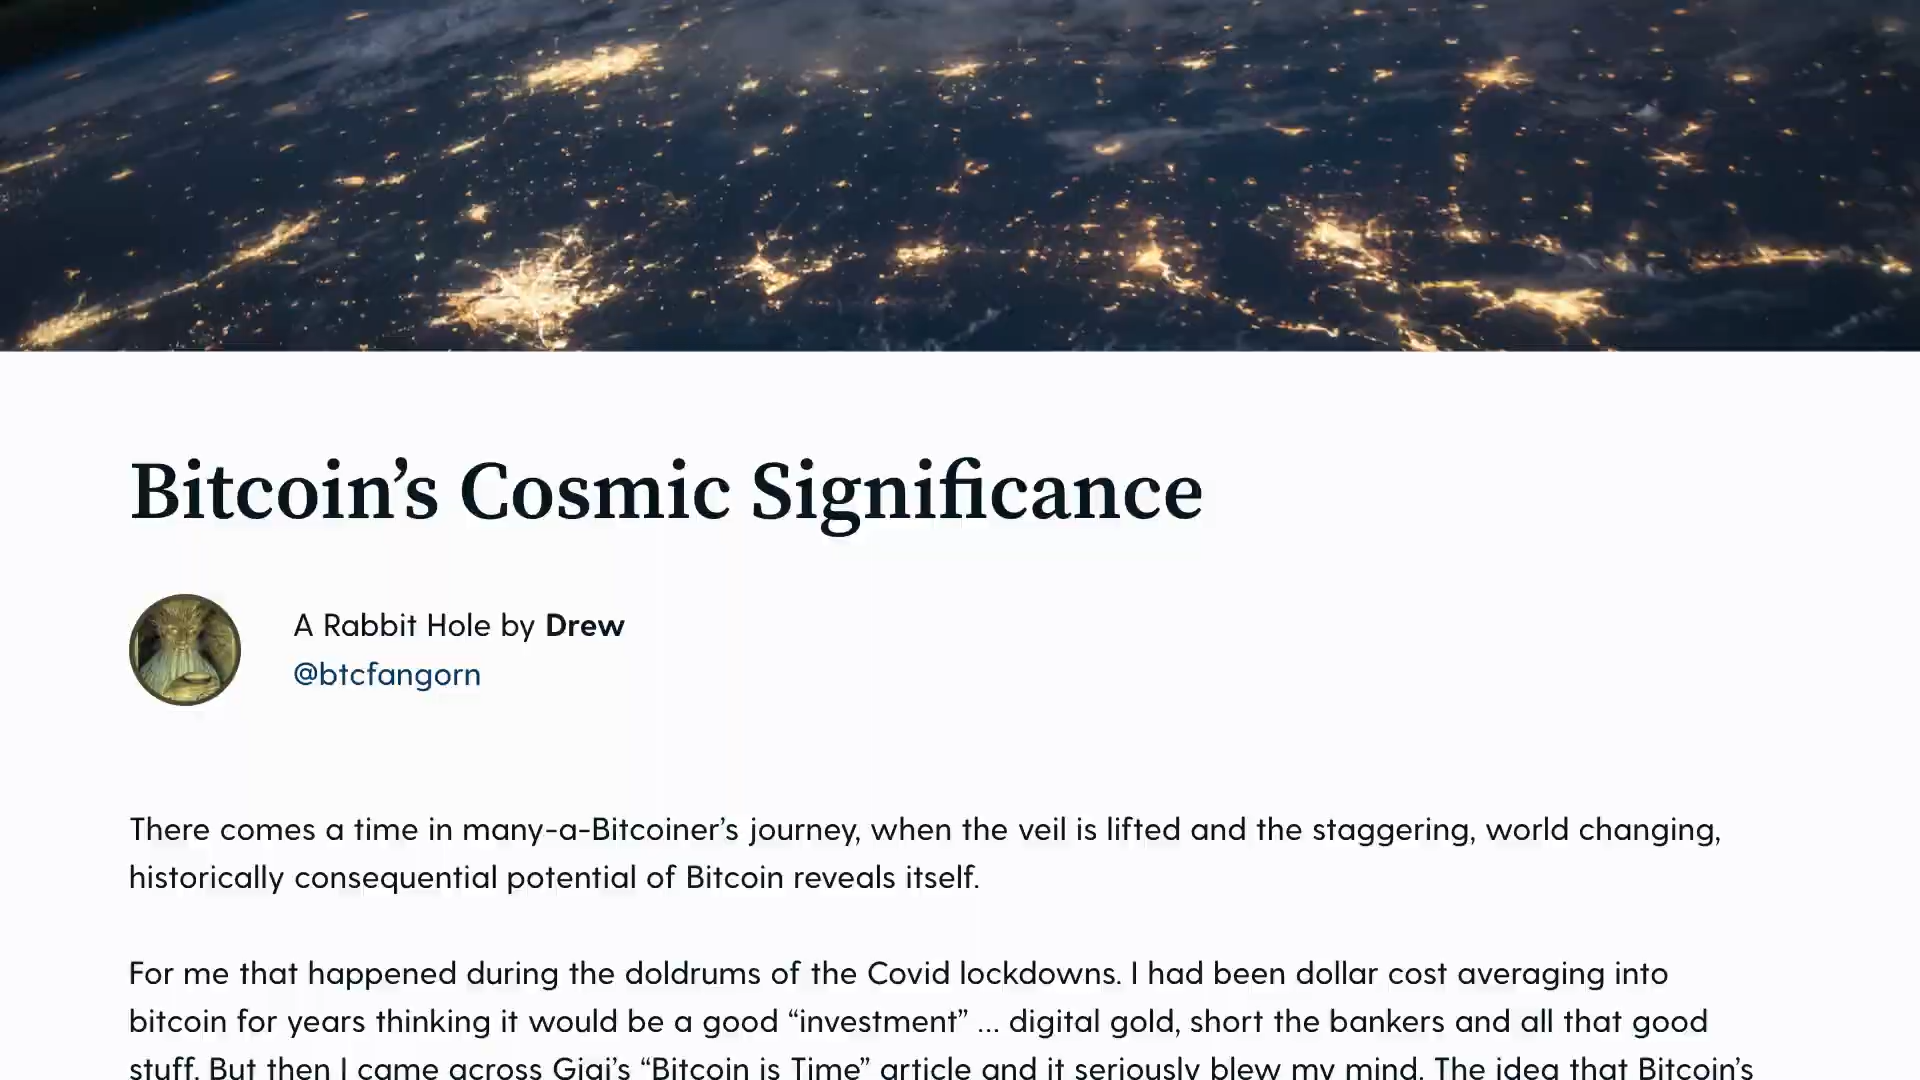 Bitcoin’s Cosmic Significance
A Rabbit Hole by Drew
@btcfangorn
There comes a time in many-a-Bitcoiner’s journey, when the veil is lifted and the staggering, world changing,
historically consequential potential of Bitcoin reveals itself.
For me that happened during the doldrums of the Covid lockdowns. I had been dollar cost averaging into
bitcoin for years thinking it would be a good “investment” … digital gold, short the bankers and all that good
stuff. But then I came across Gigi’s “Bitcoin is Time” article and it seriously blew my mind. The idea that Bitcoin’s